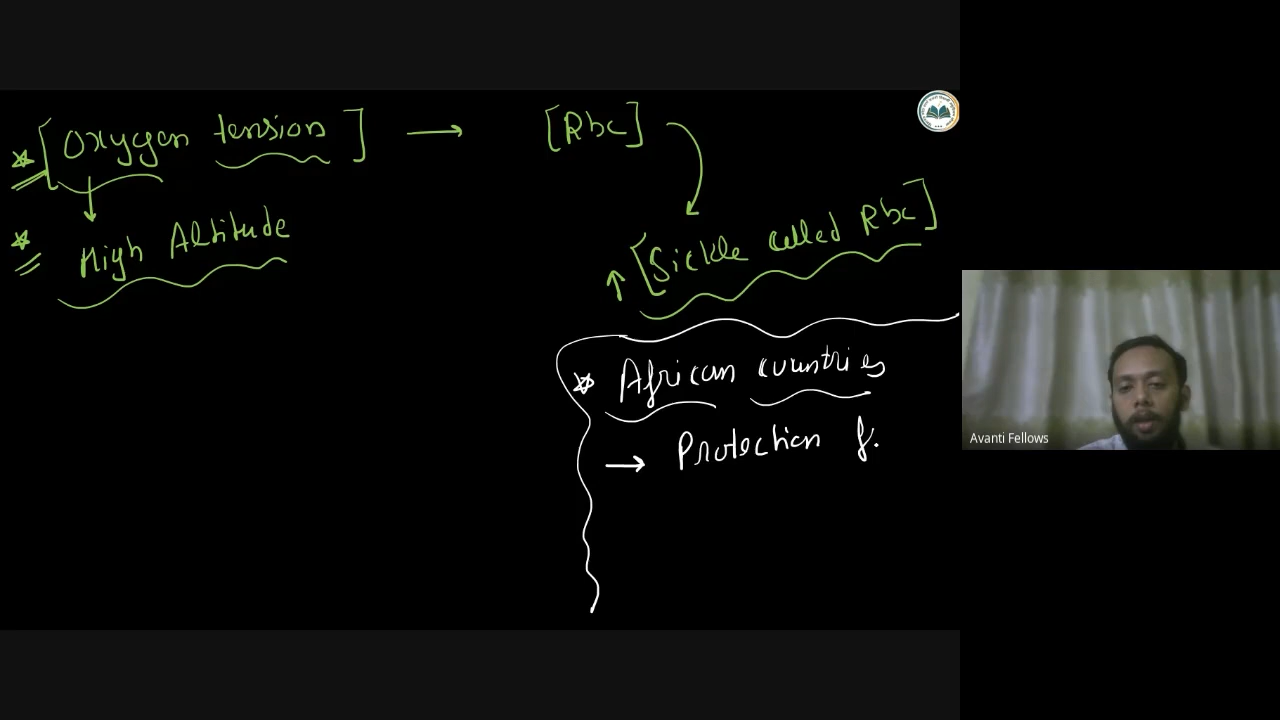 [Oxygen tension] → [Rbc]
High Altitude
↑ [Sickle celled Rbc]
African countries
→ Protection f.
Avanti Fellows